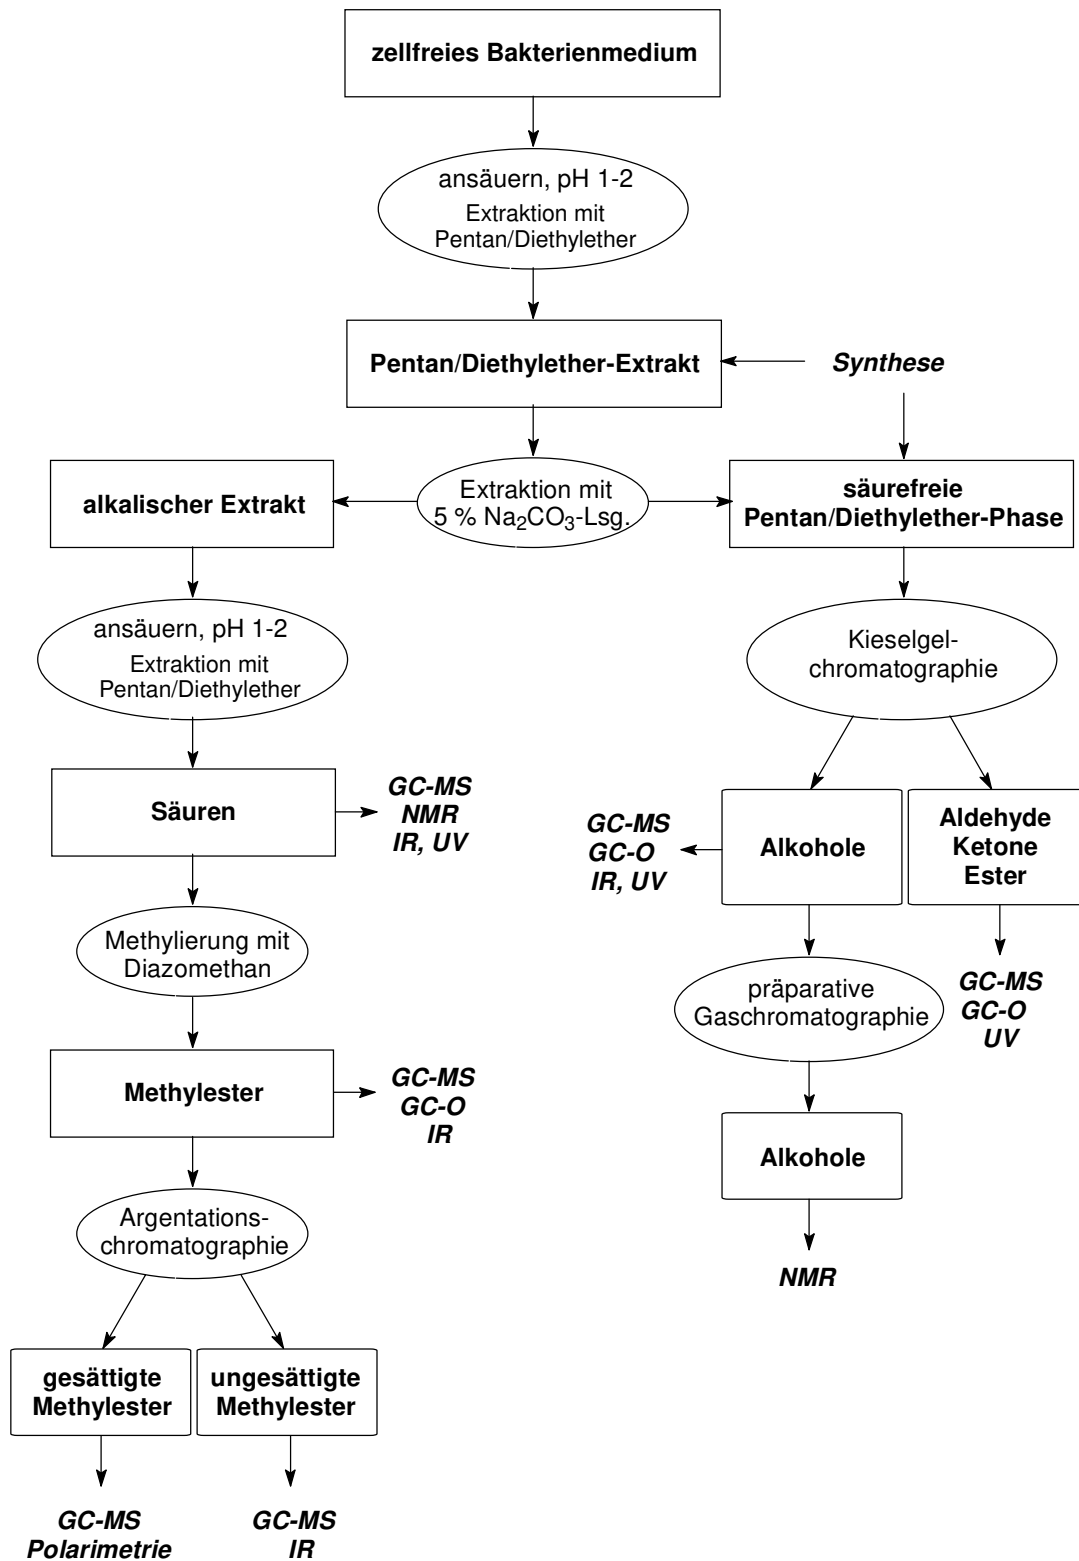 zellfreies Bakterienmedium
ansäuern, pH 1-2
Extraktion mit
Pentan/Diethylether
Pentan/Diethylether-Extrakt
Synthese
alkalischer Extrakt
Extraktion mit
5 % Na₂CO₃-Lsg.
säurefreie
Pentan/Diethylether-Phase
ansäuern, pH 1-2
Extraktion mit
Pentan/Diethylether
Kieselgel-
chromatographie
Säuren
GC-MS
NMR
IR, UV
GC-MS
GC-O
IR, UV
Alkohole
Aldehyde
Ketone
Ester
Methylierung mit
Diazomethan
präparative
Gaschromatographie
GC-MS
GC-O
UV
Methylester
GC-MS
GC-O
IR
Alkohole
Argentations-
chromatographie
NMR
gesättigte
Methylester
ungesättigte
Methylester
GC-MS
Polarimetrie
GC-MS
IR